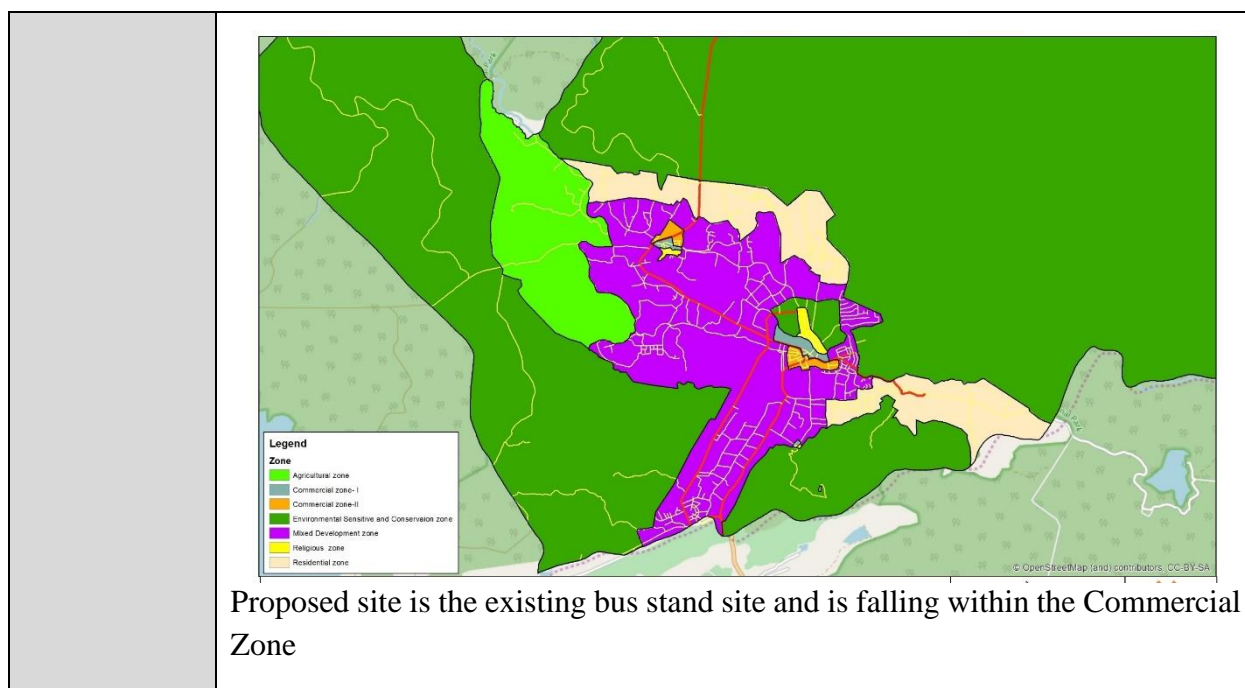 Legend
Zone
Agricultural zone
Commercial zone- I
Commercial zone-II
Environmental Sensitive and Conservaion zone
Mixed Development zone
Religious zone
Residential zone
© OpenStreetMap (and) contributors, CC-BY-SA
Proposed site is the existing bus stand site and is falling within the Commercial
Zone